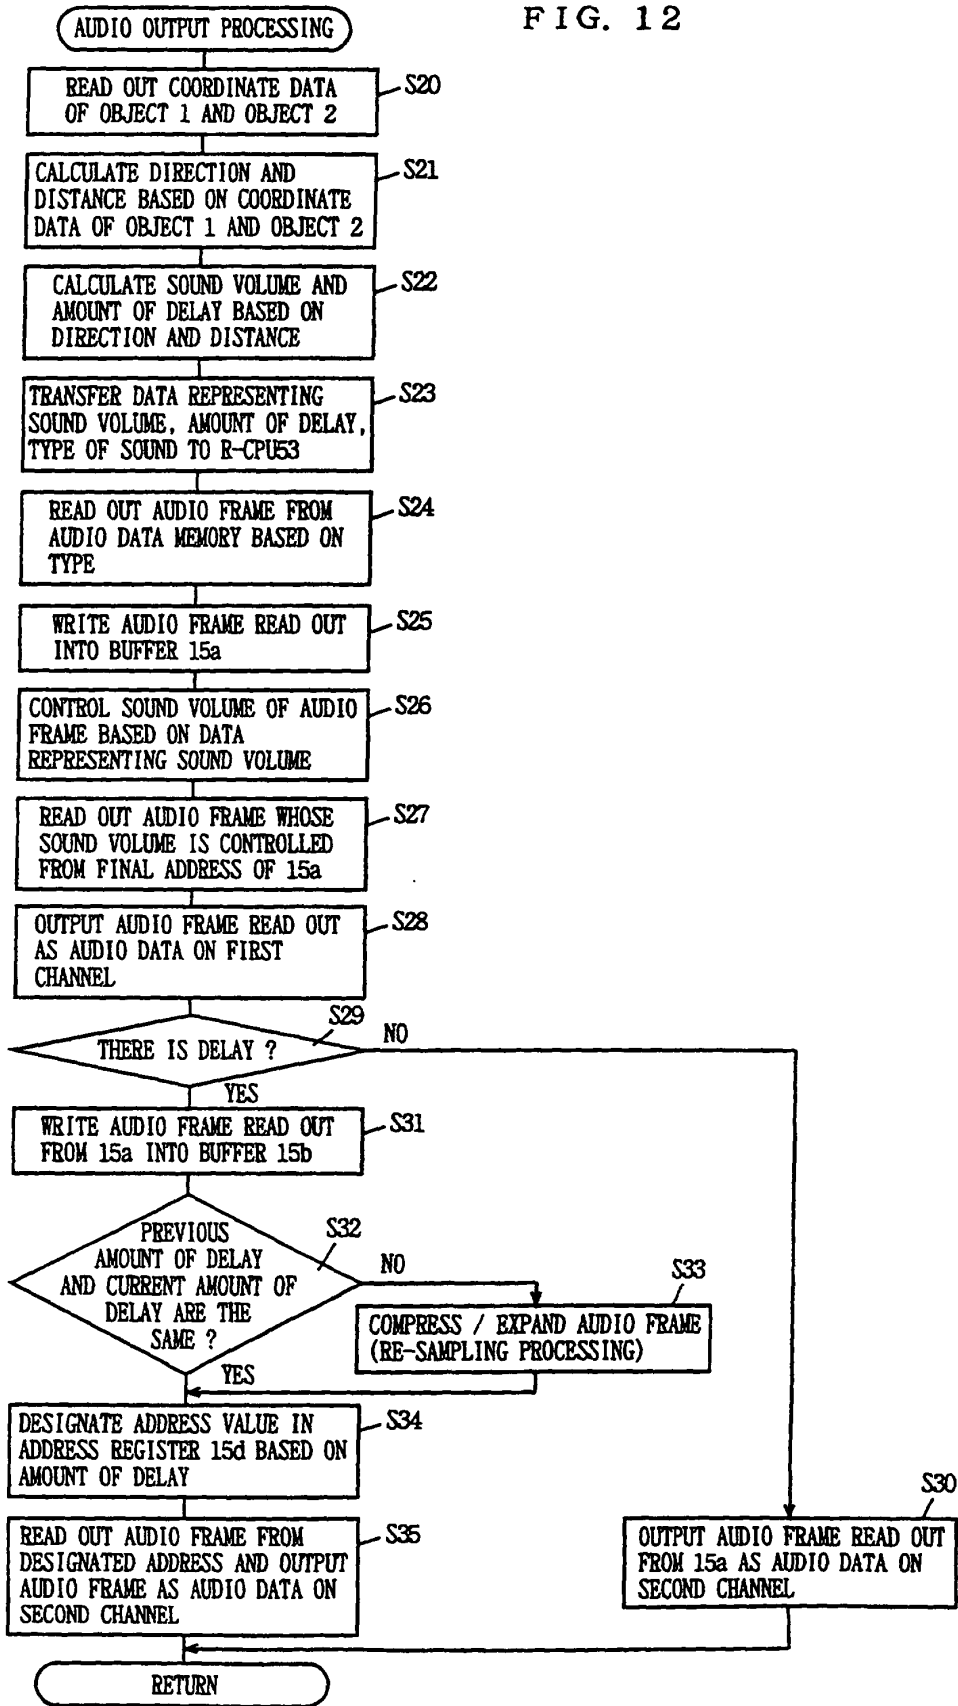 FIG. 12
AUDIO OUTPUT PROCESSING
S20
READ OUT COORDINATE DATA
OF OBJECT 1 AND OBJECT 2
S21
CALCULATE DIRECTION AND
DISTANCE BASED ON COORDINATE
DATA OF OBJECT 1 AND OBJECT 2
S22
CALCULATE SOUND VOLUME AND
AMOUNT OF DELAY BASED ON
DIRECTION AND DISTANCE
S23
TRANSFER DATA REPRESENTING
SOUND VOLUME, AMOUNT OF DELAY,
TYPE OF SOUND TO R-CPU53
S24
READ OUT AUDIO FRAME FROM
AUDIO DATA MEMORY BASED ON
TYPE
S25
WRITE AUDIO FRAME READ OUT
INTO BUFFER 15a
S26
CONTROL SOUND VOLUME OF AUDIO
FRAME BASED ON DATA
REPRESENTING SOUND VOLUME
S27
READ OUT AUDIO FRAME WHOSE
SOUND VOLUME IS CONTROLLED
FROM FINAL ADDRESS OF 15a
S28
OUTPUT AUDIO FRAME READ OUT
AS AUDIO DATA ON FIRST
CHANNEL
S29
THERE IS DELAY ?
NO
YES
S31
WRITE AUDIO FRAME READ OUT
FROM 15a INTO BUFFER 15b
S32
PREVIOUS
AMOUNT OF DELAY
AND CURRENT AMOUNT OF
DELAY ARE THE
SAME ?
NO
S33
COMPRESS / EXPAND AUDIO FRAME
(RE-SAMPLING PROCESSING)
YES
S34
DESIGNATE ADDRESS VALUE IN
ADDRESS REGISTER 15d BASED ON
AMOUNT OF DELAY
S35
READ OUT AUDIO FRAME FROM
DESIGNATED ADDRESS AND OUTPUT
AUDIO FRAME AS AUDIO DATA ON
SECOND CHANNEL
S30
OUTPUT AUDIO FRAME READ OUT
FROM 15a AS AUDIO DATA ON
SECOND CHANNEL
RETURN